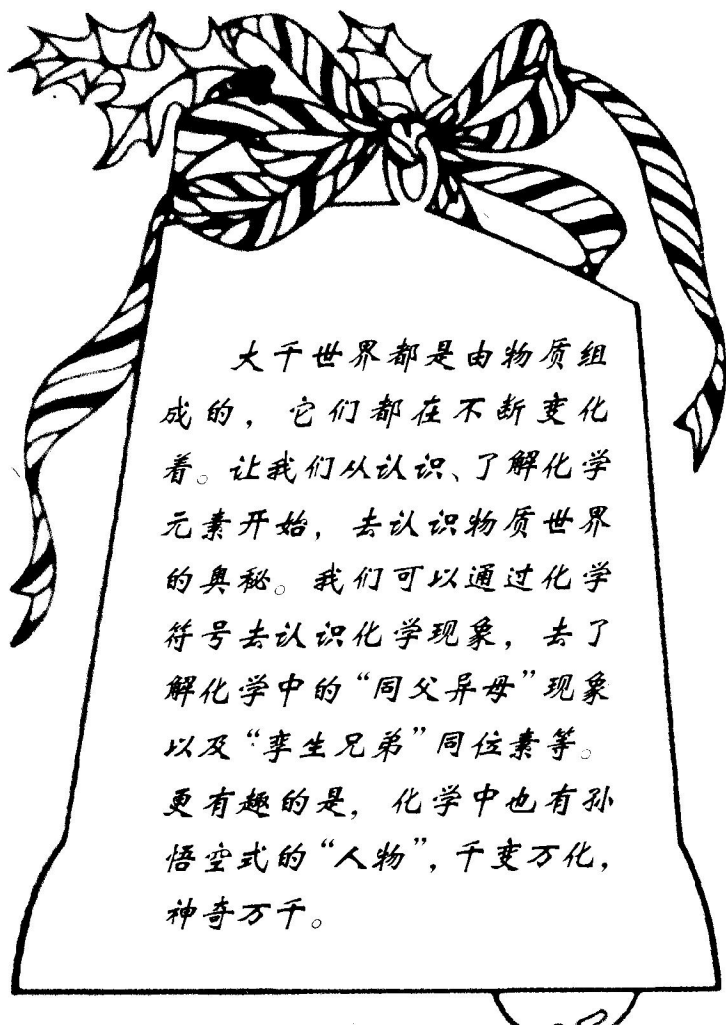 大千世界都是由物质组
成的，它们都在不断变化
着。让我们从认识、了解化学
元素开始，去认识物质世界
的奥秘。我们可以通过化学
符号去认识化学现象，去了
解化学中的“同父异母”现象
以及“孪生兄弟”同位素等。
更有趣的是，化学中也有孙
悟空式的“人物”，千变万化，
神奇万千。